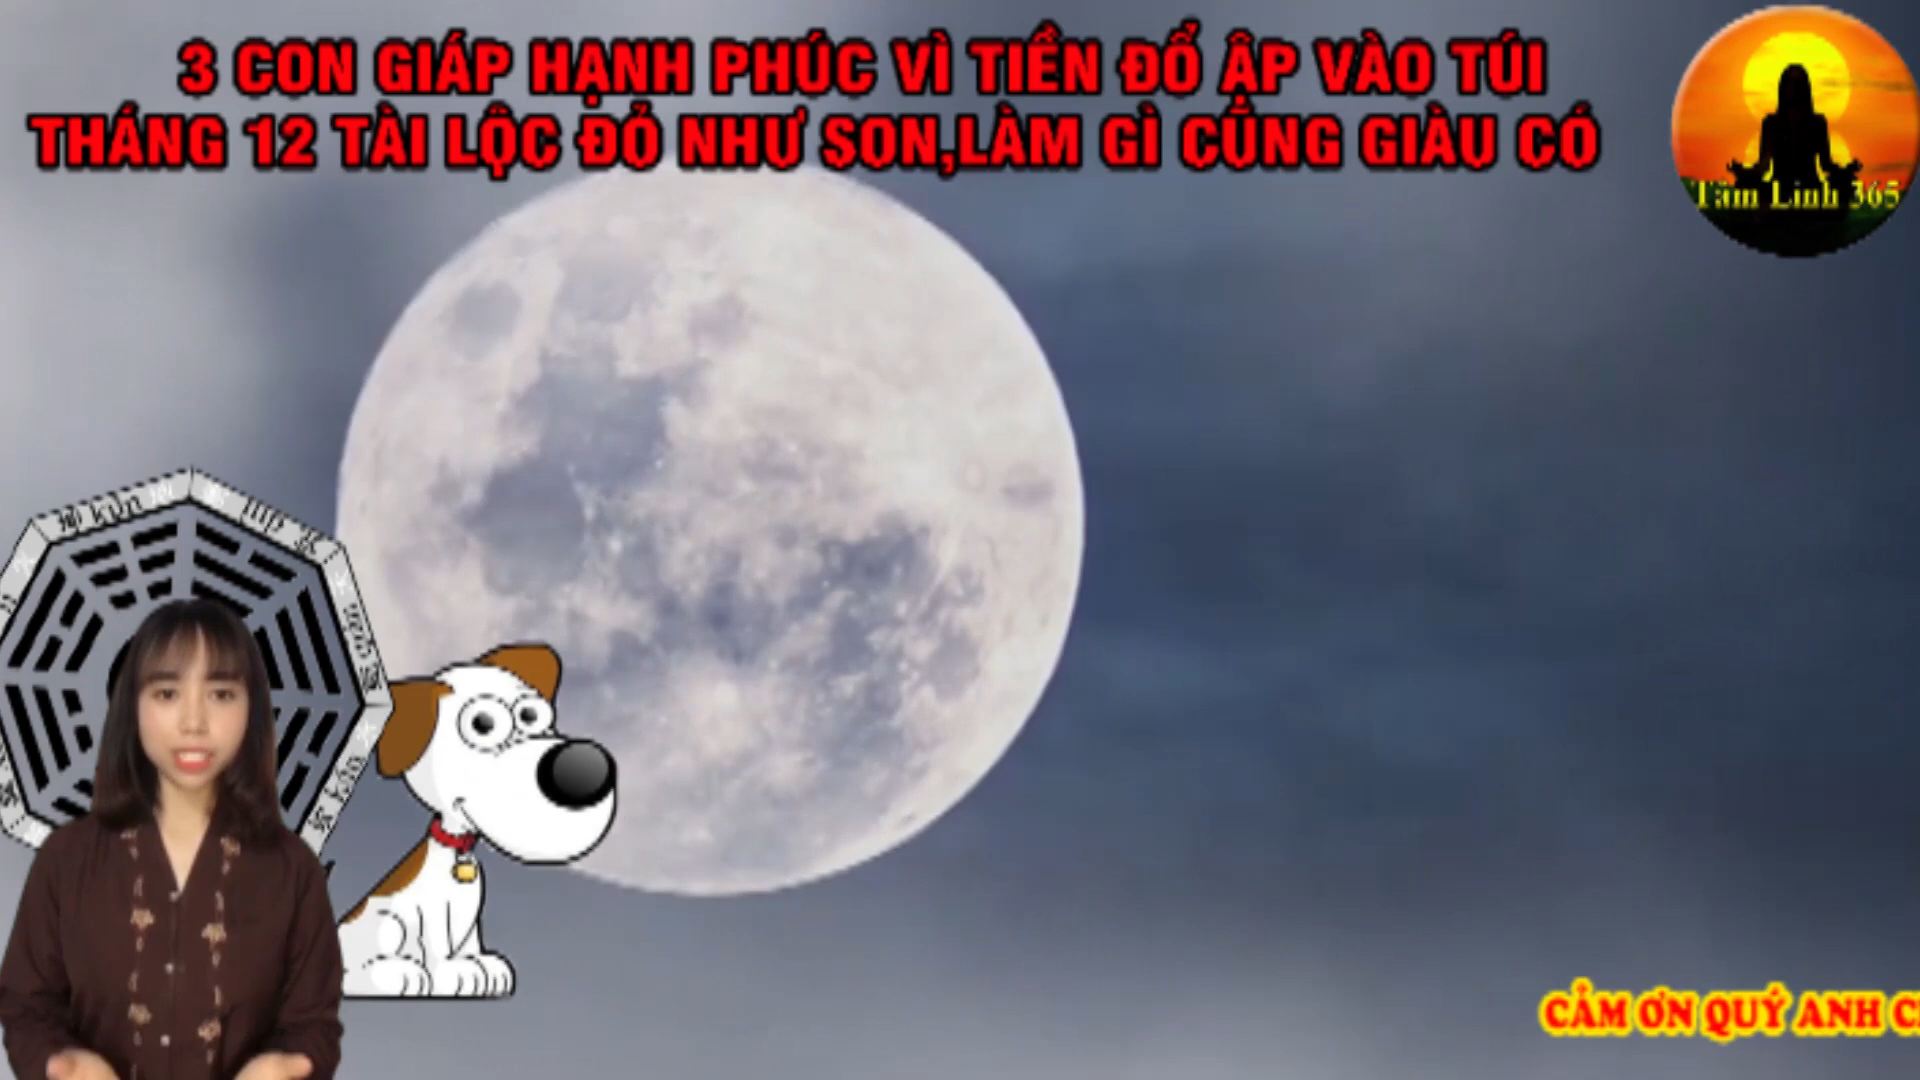 3 CON GIÁP HẠNH PHÚC VÌ TIỀN ĐỔ ẬP VÀO TÚI
THÁNG 12 TÀI LỘC ĐỎ NHƯ SON,LÀM GÌ CŨNG GIÀU CÓ
Tâm Linh 365
CẢM ƠN QUÝ ANH